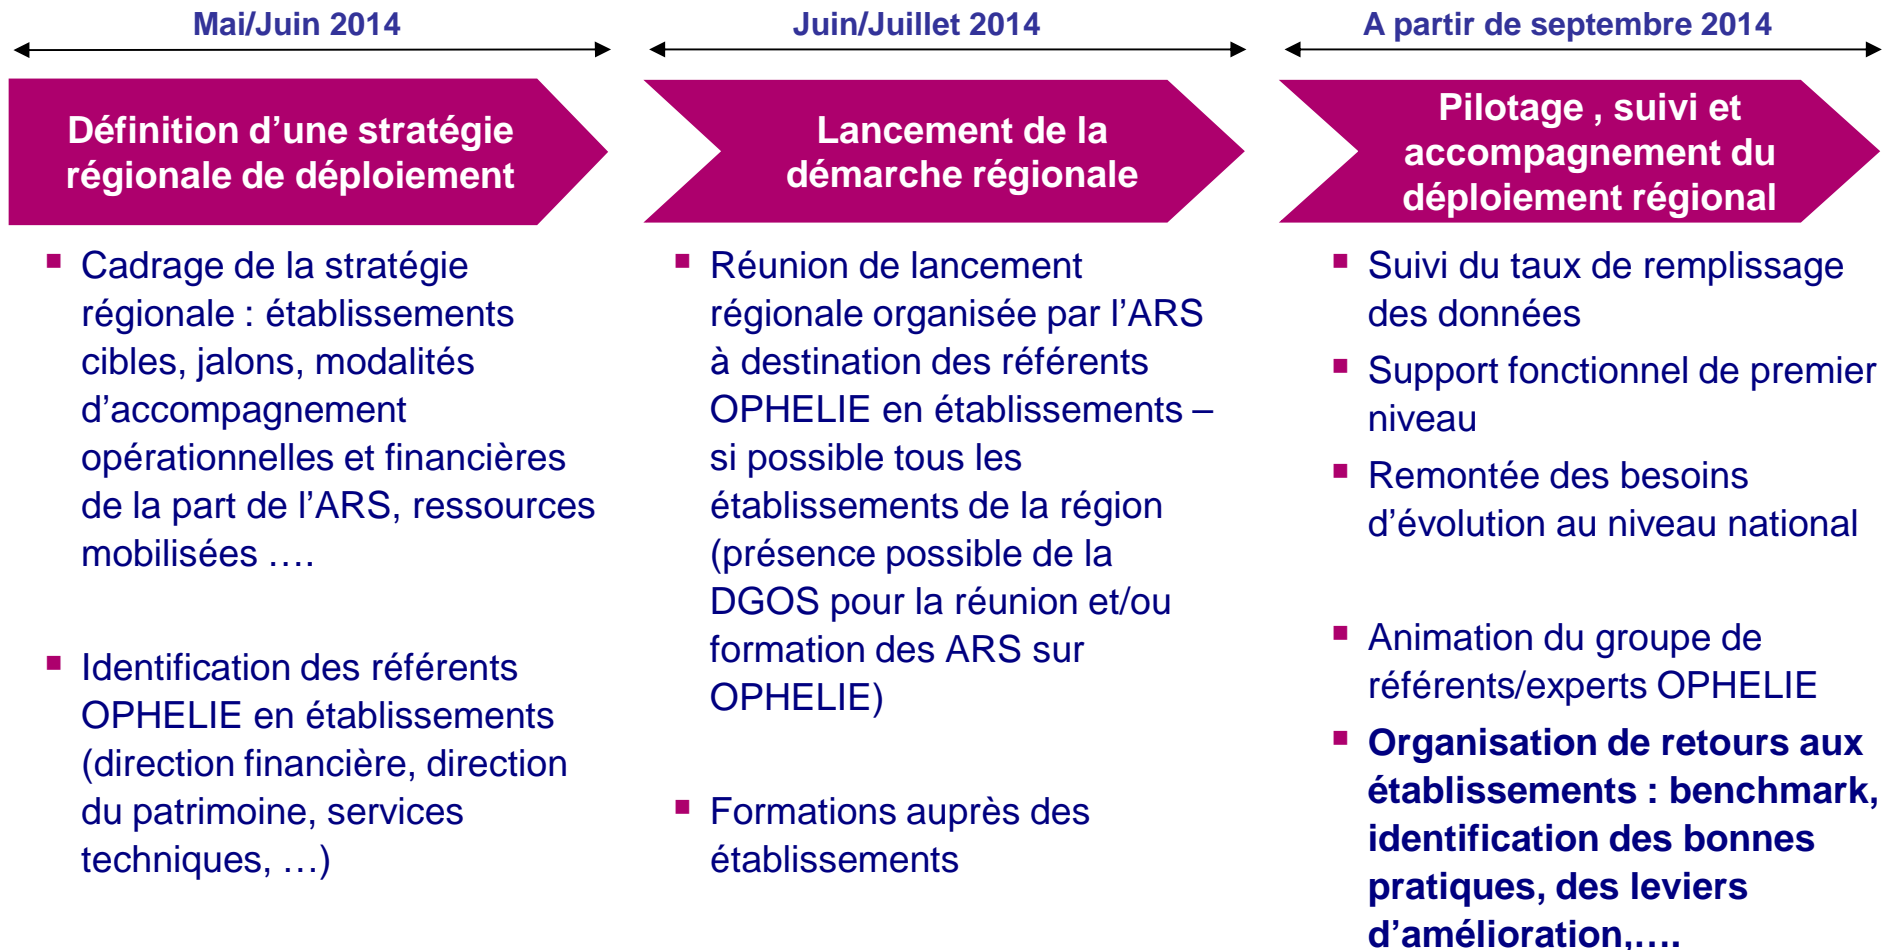 Mai/Juin 2014
Définition d’une stratégie
régionale de déploiement
▪ Cadrage de la stratégie
régionale : établissements
cibles, jalons, modalités
d’accompagnement
opérationnelles et financières
de la part de l’ARS, ressources
mobilisées ….
▪ Identification des référents
OPHELIE en établissements
(direction financière, direction
du patrimoine, services
techniques, …)
Juin/Juillet 2014
Lancement de la
démarche régionale
▪ Réunion de lancement
régionale organisée par l’ARS
à destination des référents
OPHELIE en établissements –
si possible tous les
établissements de la région
(présence possible de la
DGOS pour la réunion et/ou
formation des ARS sur
OPHELIE)
▪ Formations auprès des
établissements
A partir de septembre 2014
Pilotage , suivi et
accompagnement du
déploiement régional
▪ Suivi du taux de remplissage
des données
▪ Support fonctionnel de premier
niveau
▪ Remontée des besoins
d’évolution au niveau national
▪ Animation du groupe de
référents/experts OPHELIE
▪ Organisation de retours aux
établissements : benchmark,
identification des bonnes
pratiques, des leviers
d’amélioration,….